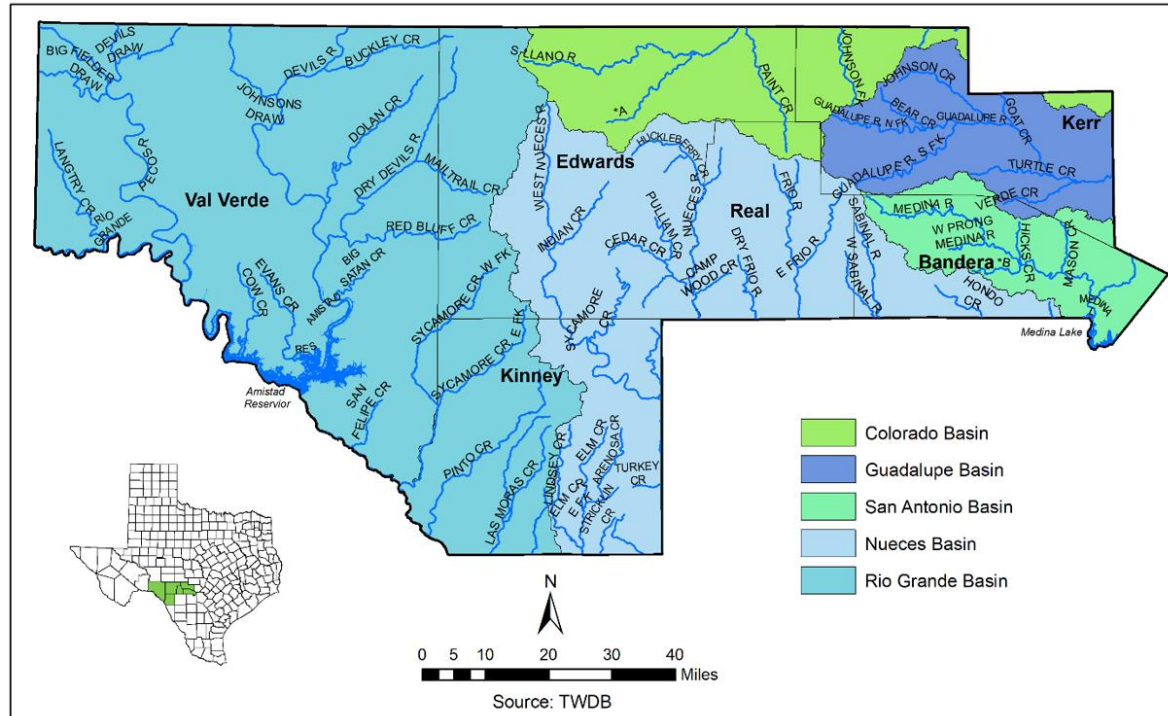 DEVILS
DRAW
BIG FIELDER
DRAW
DEVILS R
BUCKLEY CR
JOHNSONS
DRAW
DOLAN CR
LANGTRY CR
PECOS R
RIO
GRANDE
Val Verde
DRY DEVILS R
MAILTRAIL CR
RED BLUFF CR
BIG
SATAN CR
EVANS CR
COW CR
AMISTAD
RES
Amistad
Reservior
SAN
FELIPE CR
SYCAMORE CR W FK
SYCAMORE CR
E FK
Kinney
PINTO CR
LAS MORAS CR
LINDSEY CR
ELM CR
ELM CR
E FK
ARENOSA CR
STRICKLIN
CR
TURKEY
CR
S LLANO R
*A
PAINT CR
JOHNSON FK
JOHNSON CR
BEAR CR
GUADALUPE R, N FK
GUADALUPE R
GOAT CR
Kerr
GUADALUPE R, S FK
TURTLE CR
VERDE CR
WEST NUECES R
Edwards
HUCKLEBERRY CR
INDIAN CR
PULLIAM CR
NUECES R
CEDAR CR
CAMP
WOOD CR
SYCAMORE
CR
Real
FRIO R
DRY FRIO R
E FRIO R
SABINAL R
W SABINAL R
MEDINA R
W PRONG
MEDINA R
Bandera
*B
HICKS CR
MASON CR
HONDO
CR
MEDINA
Medina Lake
Colorado Basin
Guadalupe Basin
San Antonio Basin
Nueces Basin
Rio Grande Basin
N
0 5 10 20 30 40
Miles
Source: TWDB